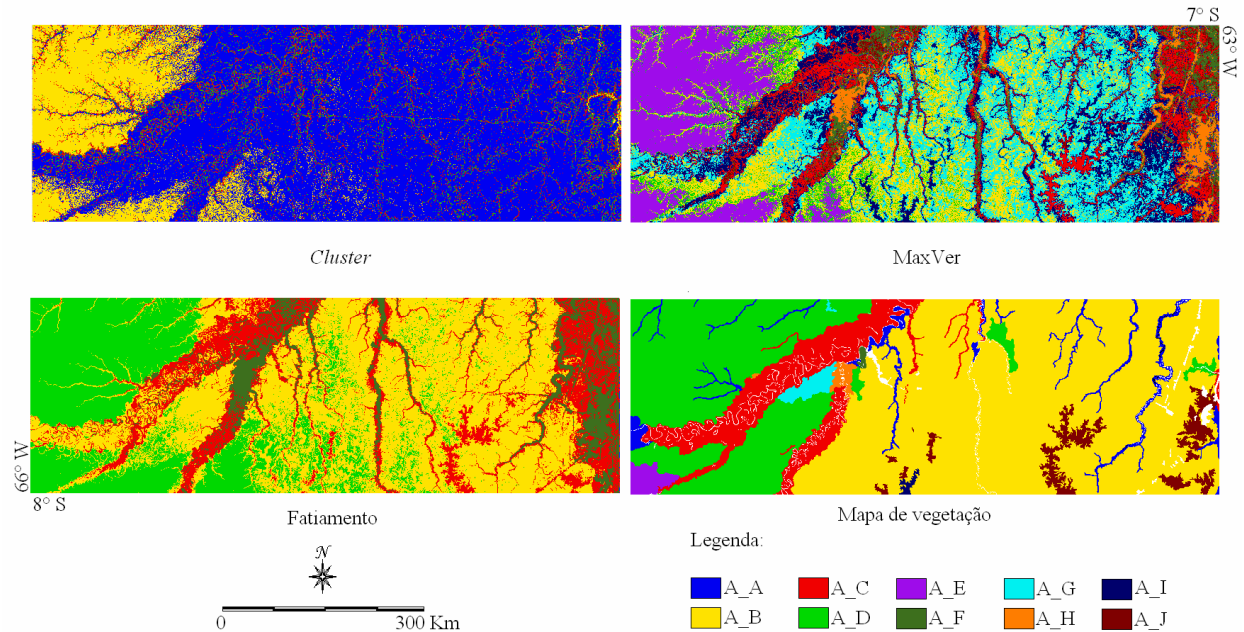 7° S
63° W
Cluster
MaxVer
66° W
8° S
Fatiamento
Mapa de vegetação
Legenda:
N
A_A A_C A_E A_G A_I
A_B A_D A_F A_H A_J
0 300 Km